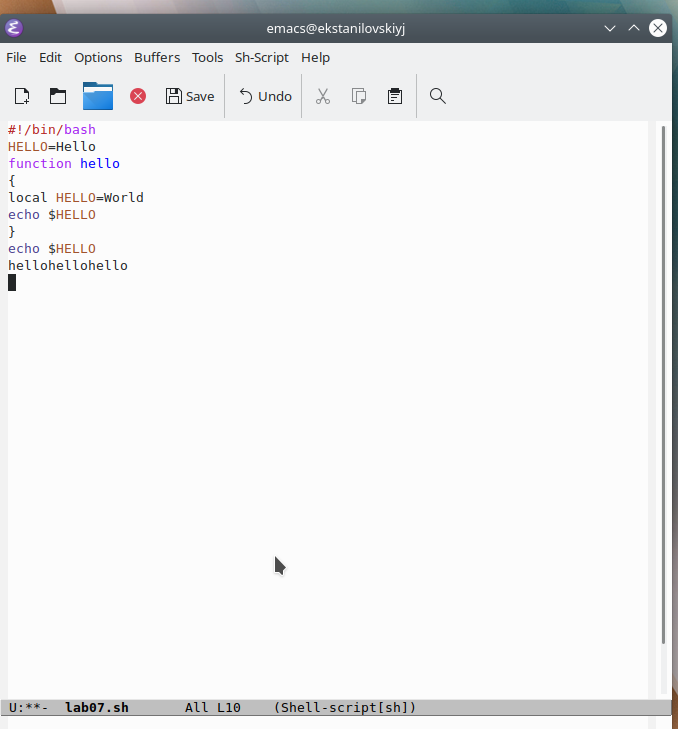 emacs@ekstanilovskiyj
File Edit Options Buffers Tools Sh-Script Help
Save Undo
#!/bin/bash
HELLO=Hello
function hello
{
local HELLO=World
echo $HELLO
}
echo $HELLO
hellohellohello
U:**- lab07.sh All L10 (Shell-script[sh])